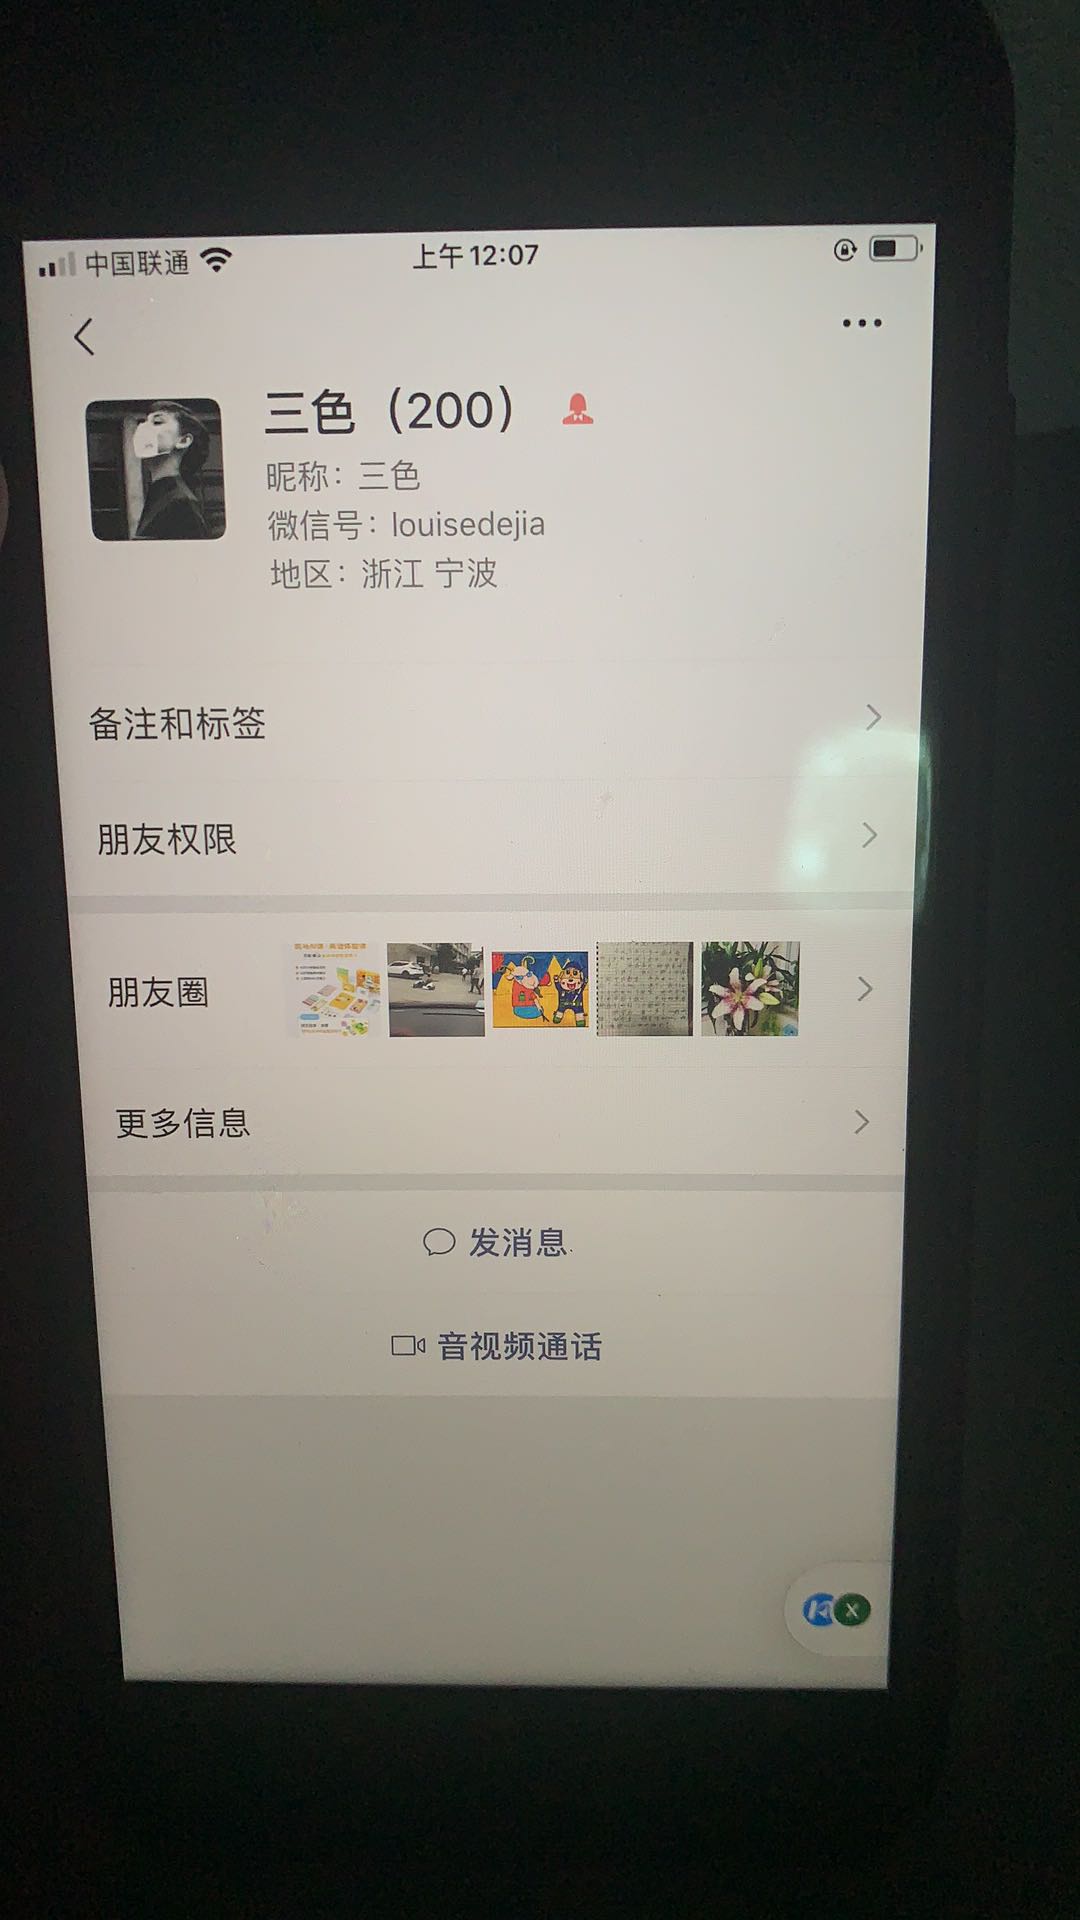 中国联通
上午12:07
三色（200）
昵称：三色
微信号：louisedejia
地区：浙江 宁波
备注和标签
朋友权限
朋友圈
更多信息
发消息
音视频通话